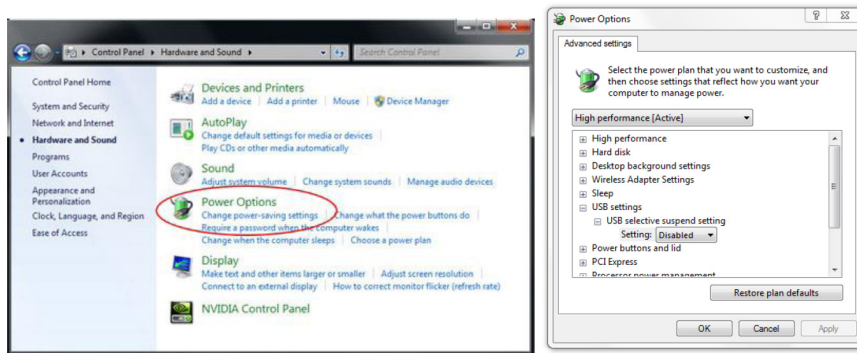 Control Panel ▸ Hardware and Sound ▸
Search Control Panel
Control Panel Home
System and Security
Network and Internet
Hardware and Sound
Programs
User Accounts
Appearance and
Personalization
Clock, Language, and Region
Ease of Access
Devices and Printers
Add a device | Add a printer | Mouse | Device Manager
AutoPlay
Change default settings for media or devices |
Play CDs or other media automatically
Sound
Adjust system volume | Change system sounds | Manage audio devices
Power Options
Change power-saving settings | Change what the power buttons do |
Require a password when the computer wakes |
Change when the computer sleeps | Choose a power plan
Display
Make text and other items larger or smaller | Adjust screen resolution |
Connect to an external display | How to correct monitor flicker (refresh rate)
NVIDIA Control Panel
Power Options
Advanced settings
Select the power plan that you want to customize, and
then choose settings that reflect how you want your
computer to manage power.
High performance [Active]
High performance
Hard disk
Desktop background settings
Wireless Adapter Settings
Sleep
USB settings
USB selective suspend setting
Setting: Disabled
Power buttons and lid
PCI Express
Processor power management
Restore plan defaults
OK Cancel Apply